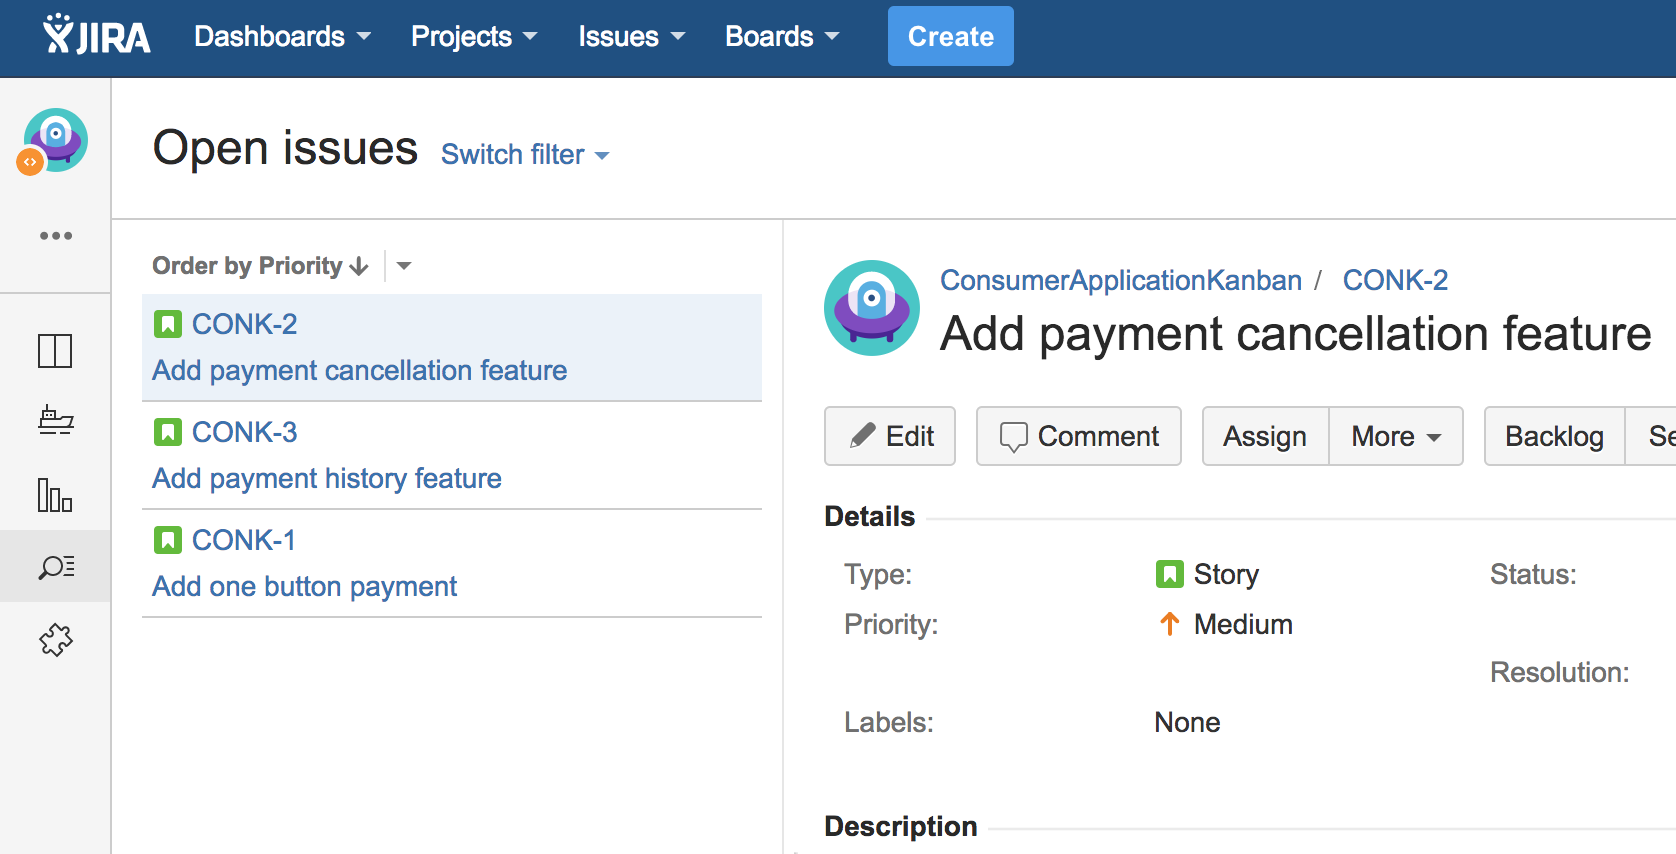 JIRA Dashboards Projects Issues Boards Create
Open issues Switch filter
Order by Priority
CONK-2
Add payment cancellation feature
CONK-3
Add payment history feature
CONK-1
Add one button payment
ConsumerApplicationKanban / CONK-2
Add payment cancellation feature
Edit Comment Assign More Backlog
Details
Type: Story Status:
Priority: Medium
Resolution:
Labels: None
Description